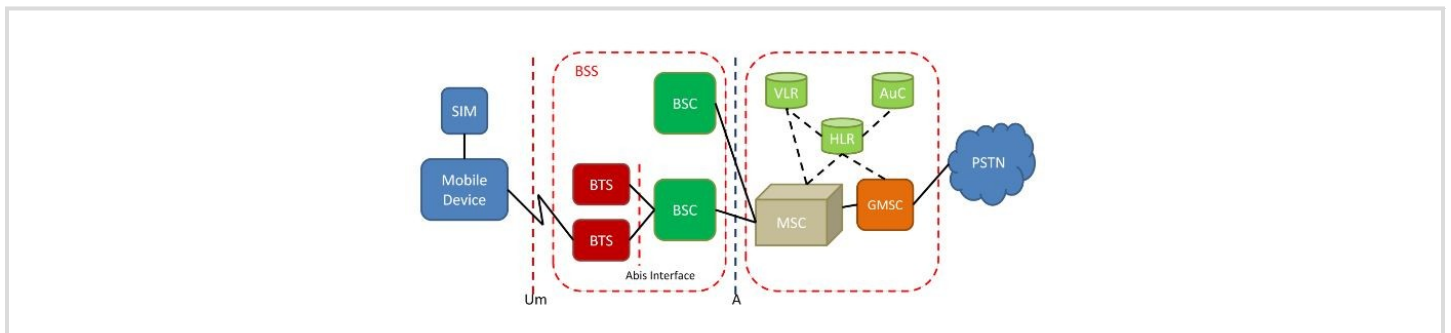 BSS
SIM
Mobile
Device
BTS
BTS
BSC
BSC
Abis Interface
Um
A
VLR
AuC
HLR
MSC
GMSC
PSTN